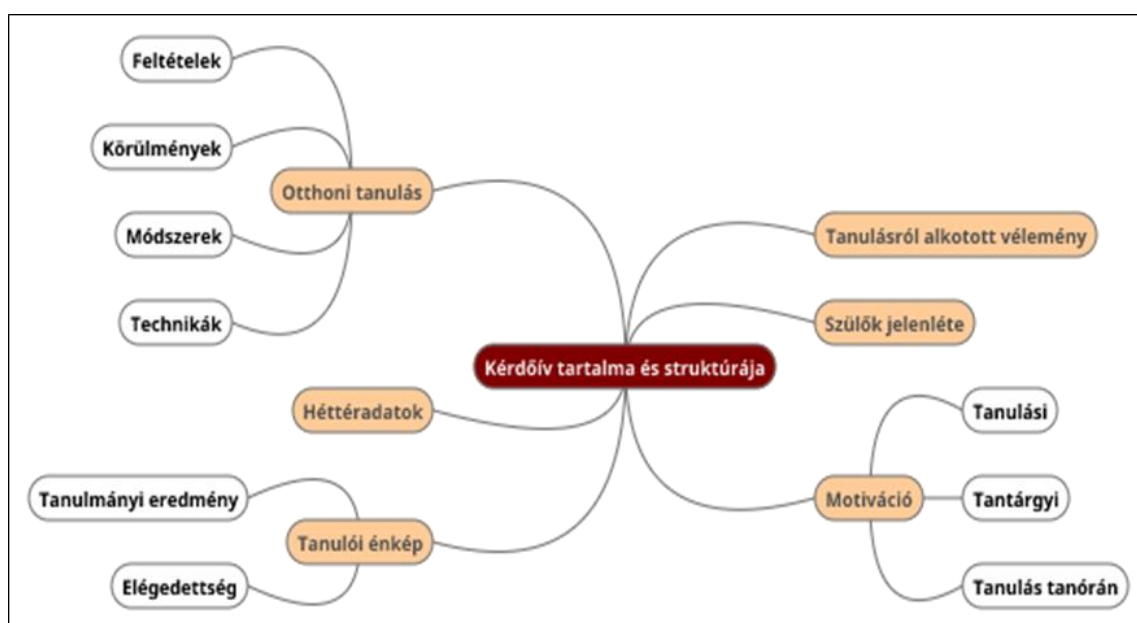 Feltételek
Körülmények
Otthoni tanulás
Módszerek
Technikák
Tanulásról alkotott vélemény
Szülők jelenléte
Kérdőív tartalma és struktúrája
Héttéradatok
Tanulmányi eredmény
Tanulói énkép
Elégedettség
Tanulási
Motiváció
Tantárgyi
Tanulás tanórán